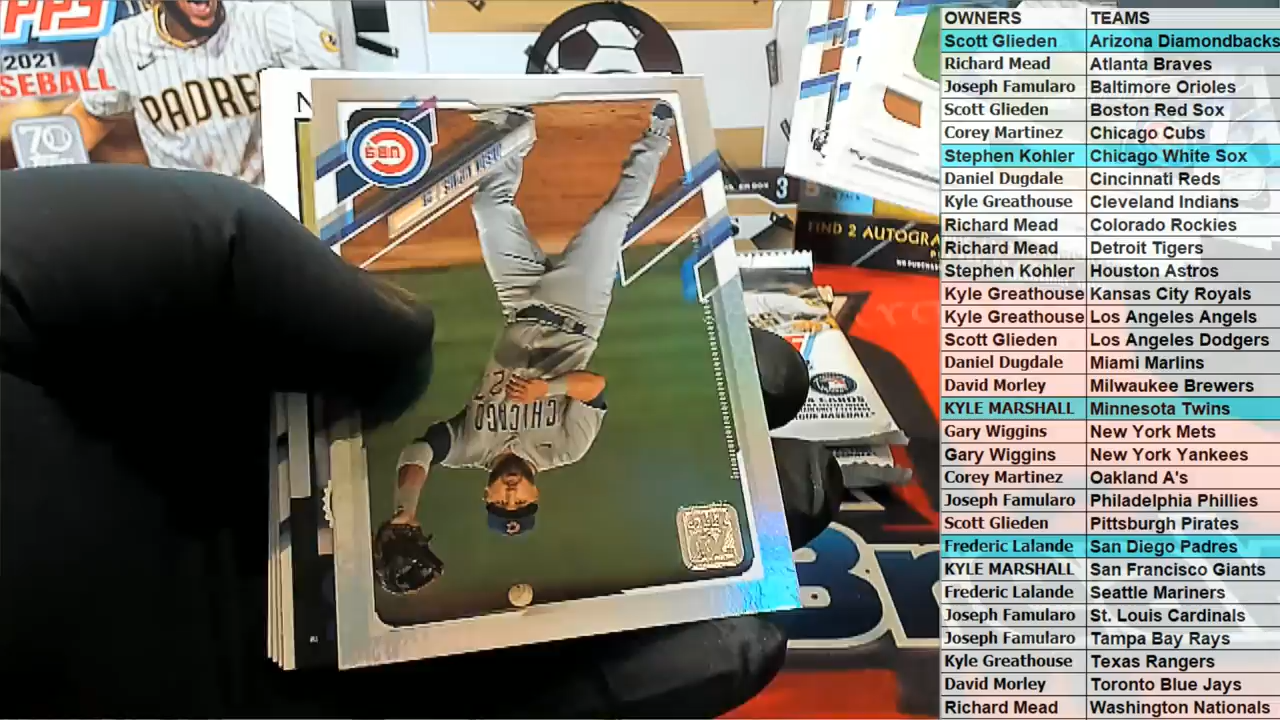 PPS
2021
SEBALL
PADRE
70
CUBS
CHICAGO
3
FIND 2 AUTOGRA
OWNERS TEAMS
Scott Glieden Arizona Diamondbacks
Richard Mead Atlanta Braves
Joseph Famularo Baltimore Orioles
Scott Glieden Boston Red Sox
Corey Martinez Chicago Cubs
Stephen Kohler Chicago White Sox
Daniel Dugdale Cincinnati Reds
Kyle Greathouse Cleveland Indians
Richard Mead Colorado Rockies
Richard Mead Detroit Tigers
Stephen Kohler Houston Astros
Kyle Greathouse Kansas City Royals
Kyle Greathouse Los Angeles Angels
Scott Glieden Los Angeles Dodgers
Daniel Dugdale Miami Marlins
David Morley Milwaukee Brewers
KYLE MARSHALL Minnesota Twins
Gary Wiggins New York Mets
Gary Wiggins New York Yankees
Corey Martinez Oakland A's
Joseph Famularo Philadelphia Phillies
Scott Glieden Pittsburgh Pirates
Frederic Lalande San Diego Padres
KYLE MARSHALL San Francisco Giants
Frederic Lalande Seattle Mariners
Joseph Famularo St. Louis Cardinals
Joseph Famularo Tampa Bay Rays
Kyle Greathouse Texas Rangers
David Morley Toronto Blue Jays
Richard Mead Washington Nationals